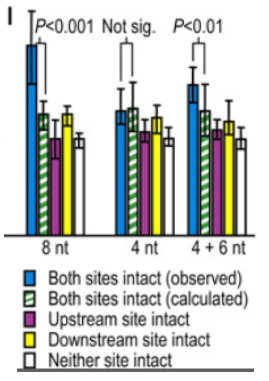 I
P<0.001 Not sig. P<0.01
8 nt 4 nt 4 + 6 nt
Both sites intact (observed)
Both sites intact (calculated)
Upstream site intact
Downstream site intact
Neither site intact